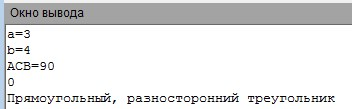 Окно вывода
a=3
b=4
ACB=90
0
Прямоугольный, разносторонний треугольник